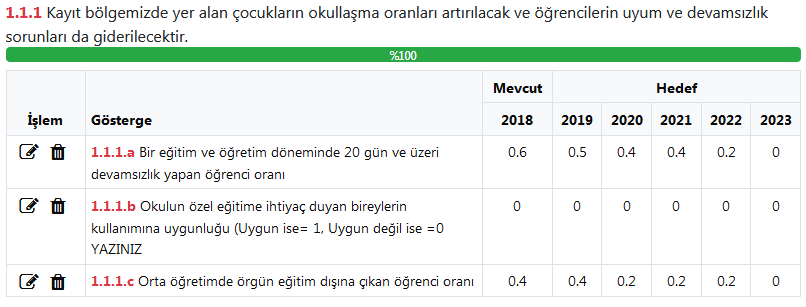 1.1.1 Kayıt bölgemizde yer alan çocukların okullaşma oranları artırılacak ve öğrencilerin uyum ve devamsızlık
sorunları da giderilecektir.
%100
Mevcut Hedef
İşlem Gösterge 2018 2019 2020 2021 2022 2023
1.1.1.a Bir eğitim ve öğretim döneminde 20 gün ve üzeri 0.6 0.5 0.4 0.4 0.2 0
devamsızlık yapan öğrenci oranı
1.1.1.b Okulun özel eğitime ihtiyaç duyan bireylerin 0 0 0 0 0 0
kullanımına uygunluğu (Uygun ise= 1, Uygun değil ise =0
YAZINIZ
1.1.1.c Orta öğretimde örgün eğitim dışına çıkan öğrenci oranı 0.4 0.4 0.2 0.2 0.2 0